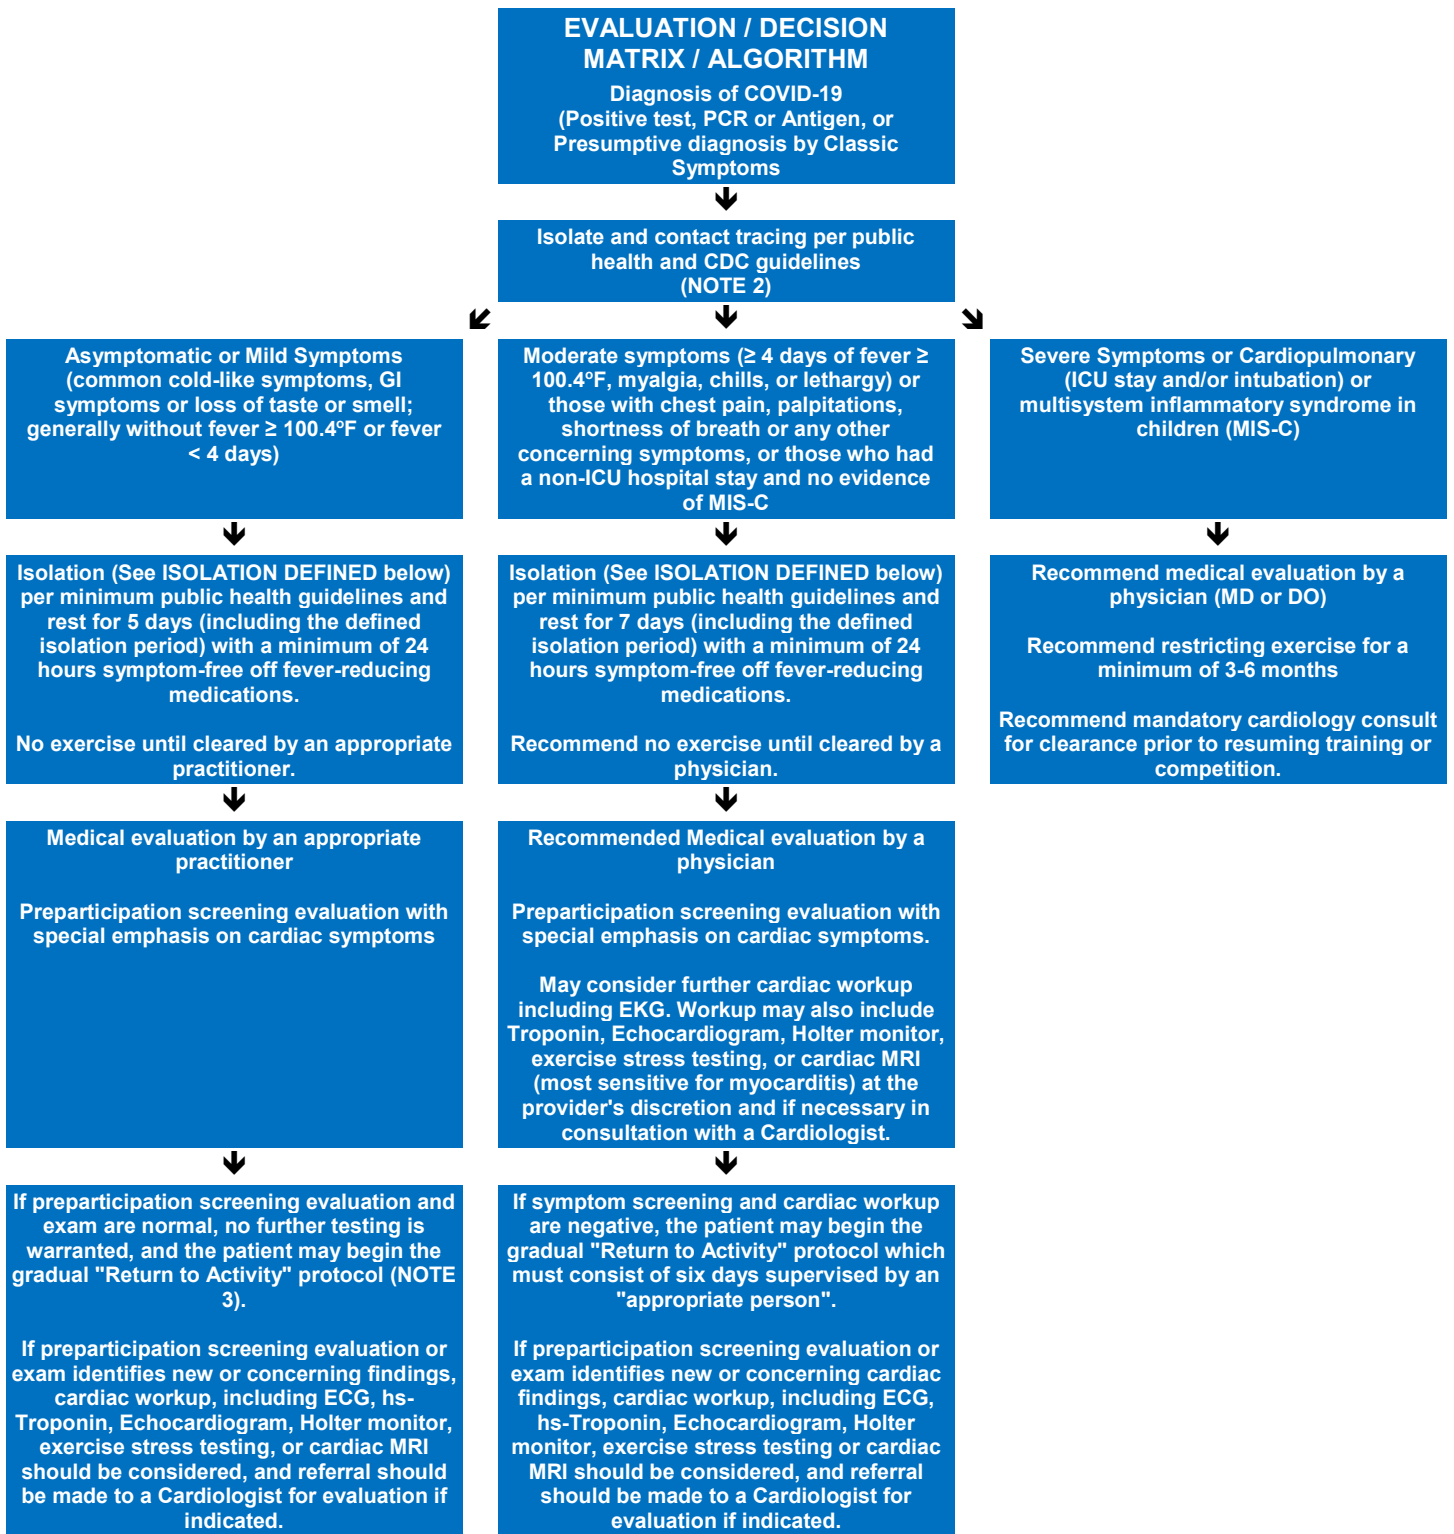 EVALUATION / DECISION
MATRIX / ALGORITHM
Diagnosis of COVID-19
(Positive test, PCR or Antigen, or
Presumptive diagnosis by Classic
Symptoms
Isolate and contact tracing per public
health and CDC guidelines
(NOTE 2)
Asymptomatic or Mild Symptoms
(common cold-like symptoms, GI
symptoms or loss of taste or smell;
generally without fever ≥ 100.4ºF or fever
< 4 days)
Moderate symptoms (≥ 4 days of fever ≥
100.4ºF, myalgia, chills, or lethargy) or
those with chest pain, palpitations,
shortness of breath or any other
concerning symptoms, or those who had
a non-ICU hospital stay and no evidence
of MIS-C
Severe Symptoms or Cardiopulmonary
(ICU stay and/or intubation) or
multisystem inflammatory syndrome in
children (MIS-C)
Isolation (See ISOLATION DEFINED below)
per minimum public health guidelines and
rest for 5 days (including the defined
isolation period) with a minimum of 24
hours symptom-free off fever-reducing
medications.
No exercise until cleared by an appropriate
practitioner.
Isolation (See ISOLATION DEFINED below)
per minimum public health guidelines and
rest for 7 days (including the defined
isolation period) with a minimum of 24
hours symptom-free off fever-reducing
medications.
Recommend no exercise until cleared by a
physician.
Recommend medical evaluation by a
physician (MD or DO)
Recommend restricting exercise for a
minimum of 3-6 months
Recommend mandatory cardiology consult
for clearance prior to resuming training or
competition.
Medical evaluation by an appropriate
practitioner
Preparticipation screening evaluation with
special emphasis on cardiac symptoms
Recommended Medical evaluation by a
physician
Preparticipation screening evaluation with
special emphasis on cardiac symptoms.
May consider further cardiac workup
including EKG. Workup may also include
Troponin, Echocardiogram, Holter monitor,
exercise stress testing, or cardiac MRI
(most sensitive for myocarditis) at the
provider's discretion and if necessary in
consultation with a Cardiologist.
If preparticipation screening evaluation and
exam are normal, no further testing is
warranted, and the patient may begin the
gradual "Return to Activity" protocol (NOTE
3).
If preparticipation screening evaluation or
exam identifies new or concerning findings,
cardiac workup, including ECG, hs-
Troponin, Echocardiogram, Holter monitor,
exercise stress testing, or cardiac MRI
should be considered, and referral should
be made to a Cardiologist for evaluation if
indicated.
If symptom screening and cardiac workup
are negative, the patient may begin the
gradual "Return to Activity" protocol which
must consist of six days supervised by an
"appropriate person".
If preparticipation screening evaluation or
exam identifies new or concerning cardiac
findings, cardiac workup, including ECG,
hs-Troponin, Echocardiogram, Holter
monitor, exercise stress testing or cardiac
MRI should be considered, and referral
should be made to a Cardiologist for
evaluation if indicated.